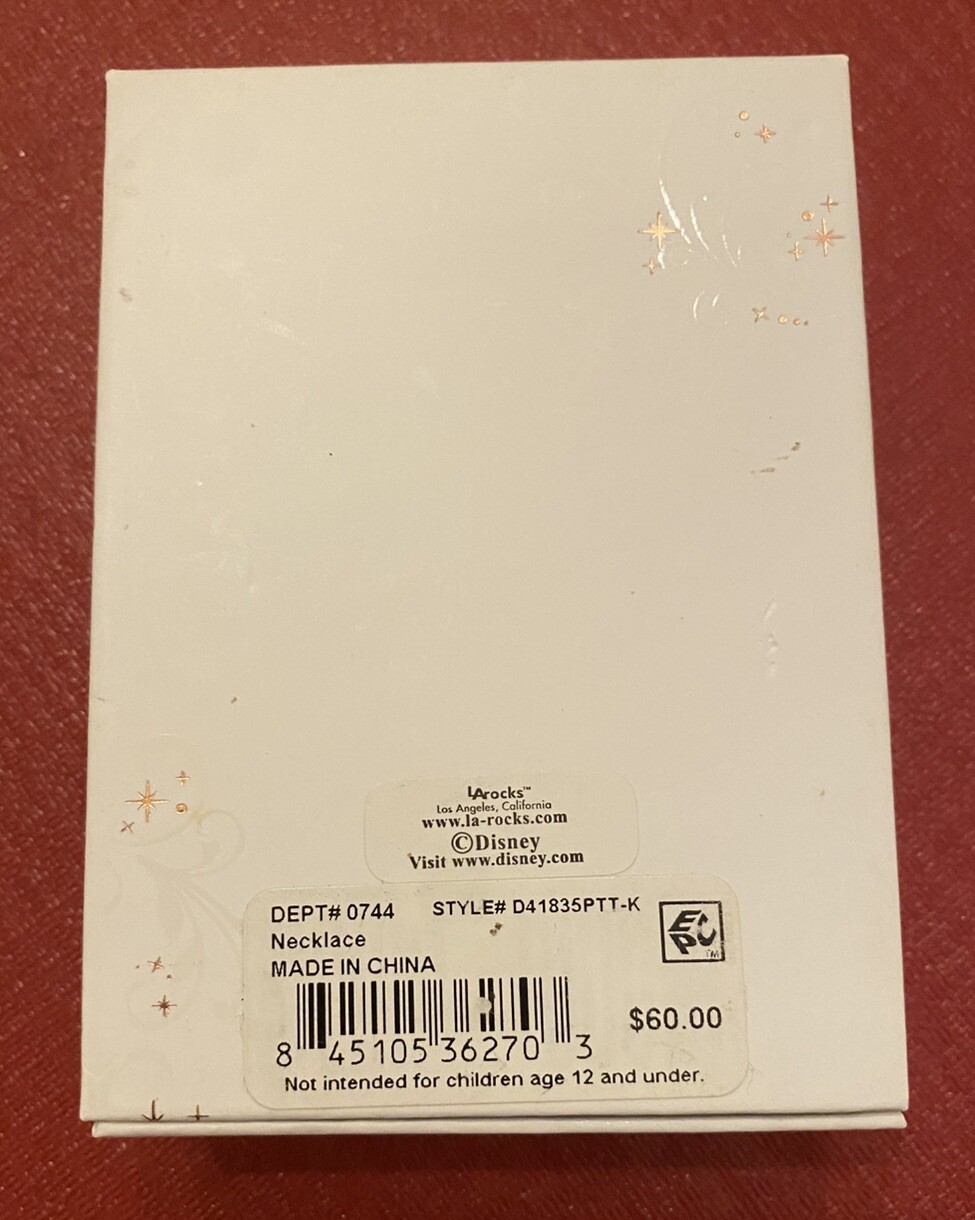 LArocks™
Los Angeles, California
www.la-rocks.com
©Disney
Visit www.disney.com
DEPT# 0744 STYLE# D41835PTT-K
Necklace
MADE IN CHINA
EPC™
$60.00
8 45105 36270 3
Not intended for children age 12 and under.